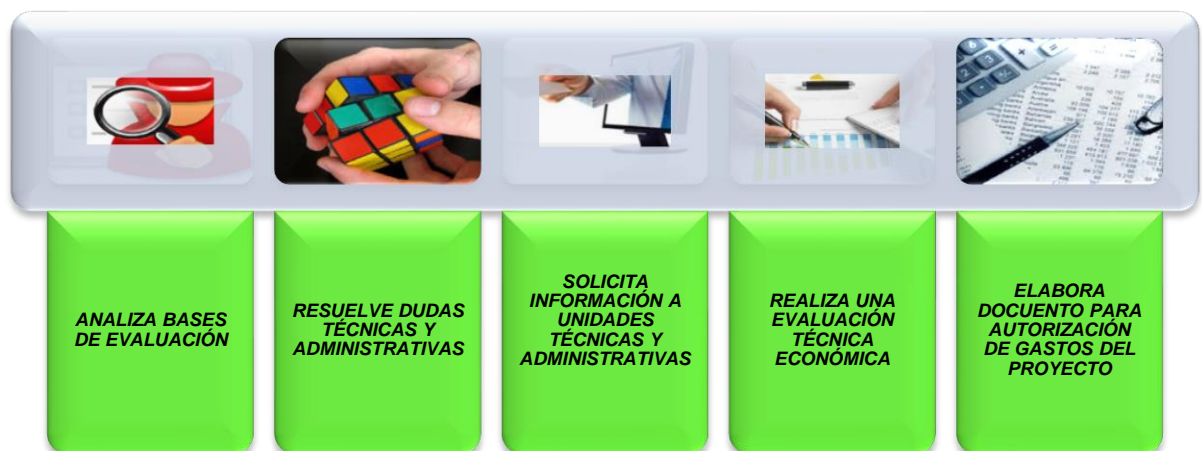 ANALIZA BASES
DE EVALUACIÓN
RESUELVE DUDAS
TÉCNICAS Y
ADMINISTRATIVAS
SOLICITA
INFORMACIÓN A
UNIDADES
TÉCNICAS Y
ADMINISTRATIVAS
REALIZA UNA
EVALUACIÓN
TÉCNICA
ECONÓMICA
ELABORA
DOCUENTO PARA
AUTORIZACIÓN
DE GASTOS DEL
PROYECTO